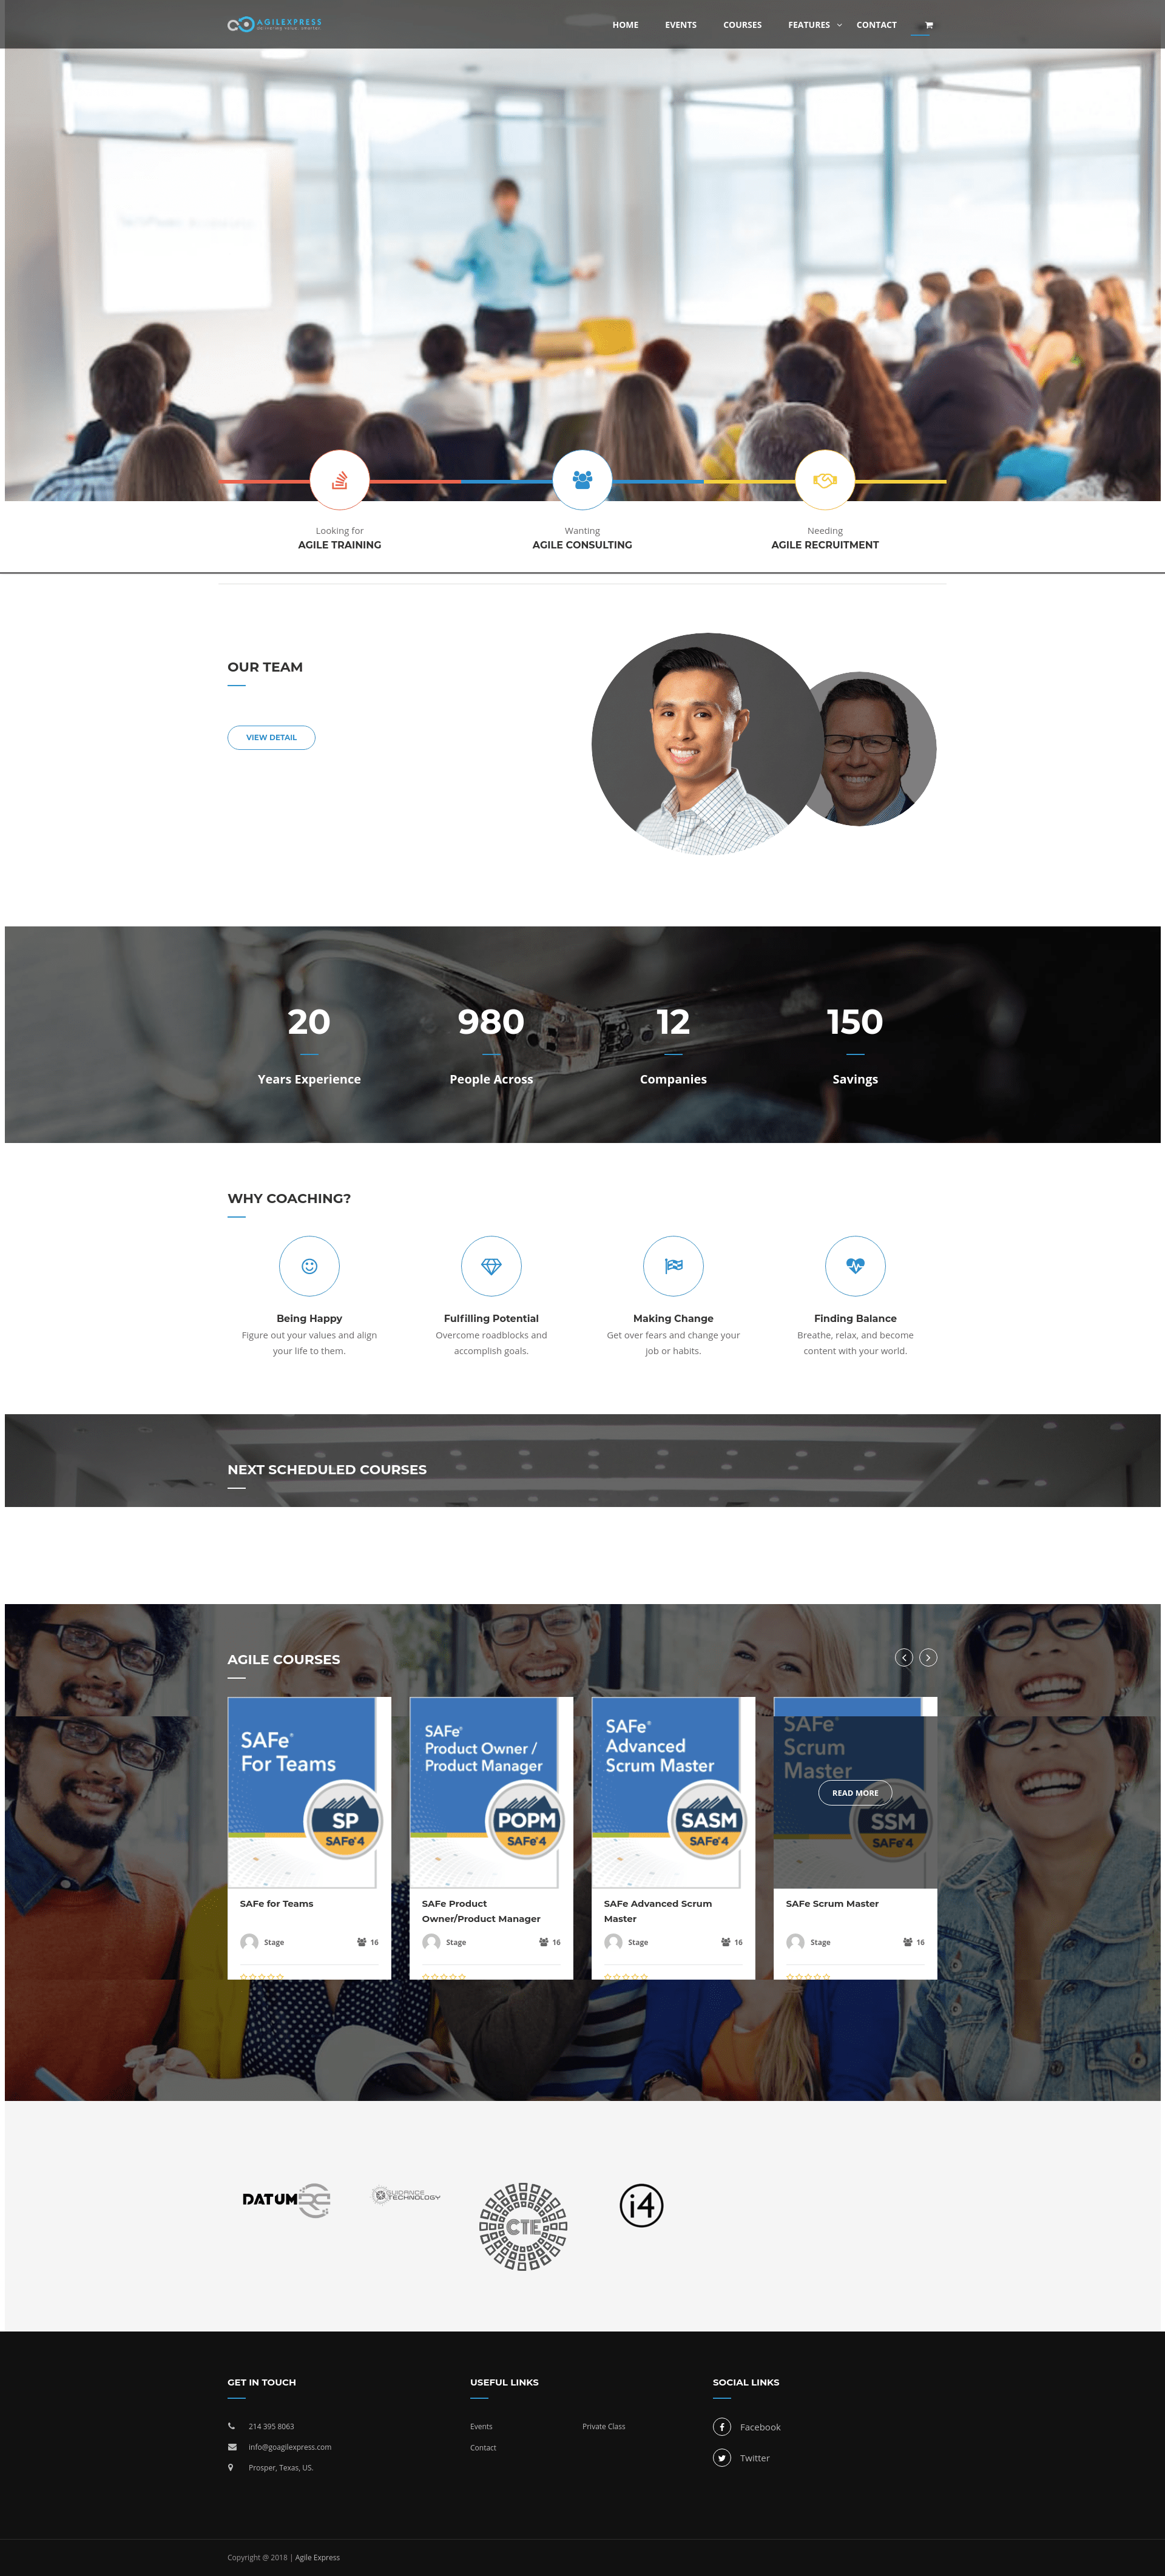 AGILEXPRESS
delivering value, smarter.
HOME EVENTS COURSES FEATURES CONTACT
Looking for
AGILE TRAINING
Wanting
AGILE CONSULTING
Needing
AGILE RECRUITMENT
OUR TEAM
VIEW DETAIL
20
Years Experience
980
People Across
12
Companies
150
Savings
WHY COACHING?
Being Happy
Figure out your values and align
your life to them.
Fulfilling Potential
Overcome roadblocks and
accomplish goals.
Making Change
Get over fears and change your
job or habits.
Finding Balance
Breathe, relax, and become
content with your world.
NEXT SCHEDULED COURSES
AGILE COURSES
SAFe®
For Teams
SP
SAFe®4
SAFe for Teams
Stage 16
SAFe®
Product Owner /
Product Manager
POPM
SAFe®4
SAFe Product
Owner/Product Manager
Stage 16
SAFe®
Advanced
Scrum Master
SASM
SAFe®4
SAFe Advanced Scrum
Master
Stage 16
SAFe®
Scrum
Master
READ MORE
SSM
SAFe®4
SAFe Scrum Master
Stage 16
DATUM
GUIDANCE
TECHNOLOGY
CTE
i4
GET IN TOUCH
214 395 8063
info@goagilexpress.com
Prosper, Texas, US.
USEFUL LINKS
Events Private Class
Contact
SOCIAL LINKS
Facebook
Twitter
Copyright @ 2018 | Agile Express